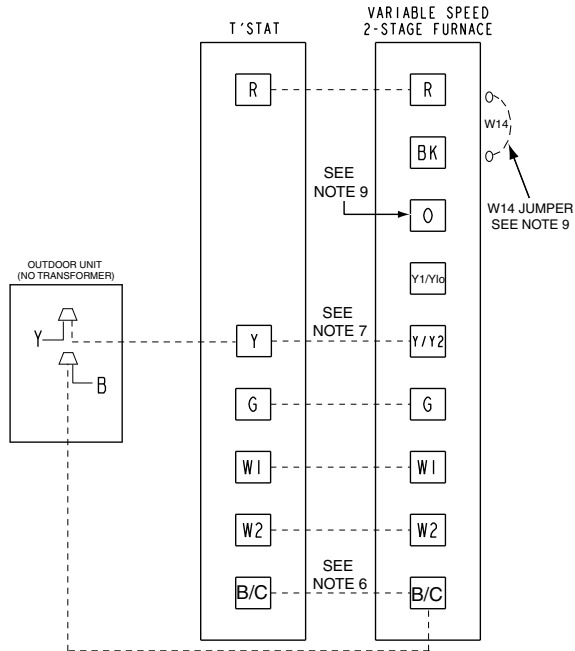 T'STAT
VARIABLE SPEED
2-STAGE FURNACE
R
R
W14
BK
SEE
NOTE 9
O
W14 JUMPER
SEE NOTE 9
OUTDOOR UNIT
(NO TRANSFORMER)
Y1/Ylo
Y
SEE
NOTE 7
Y
Y/Y2
B
G
G
W1
W1
W2
W2
SEE
NOTE 6
B/C
B/C